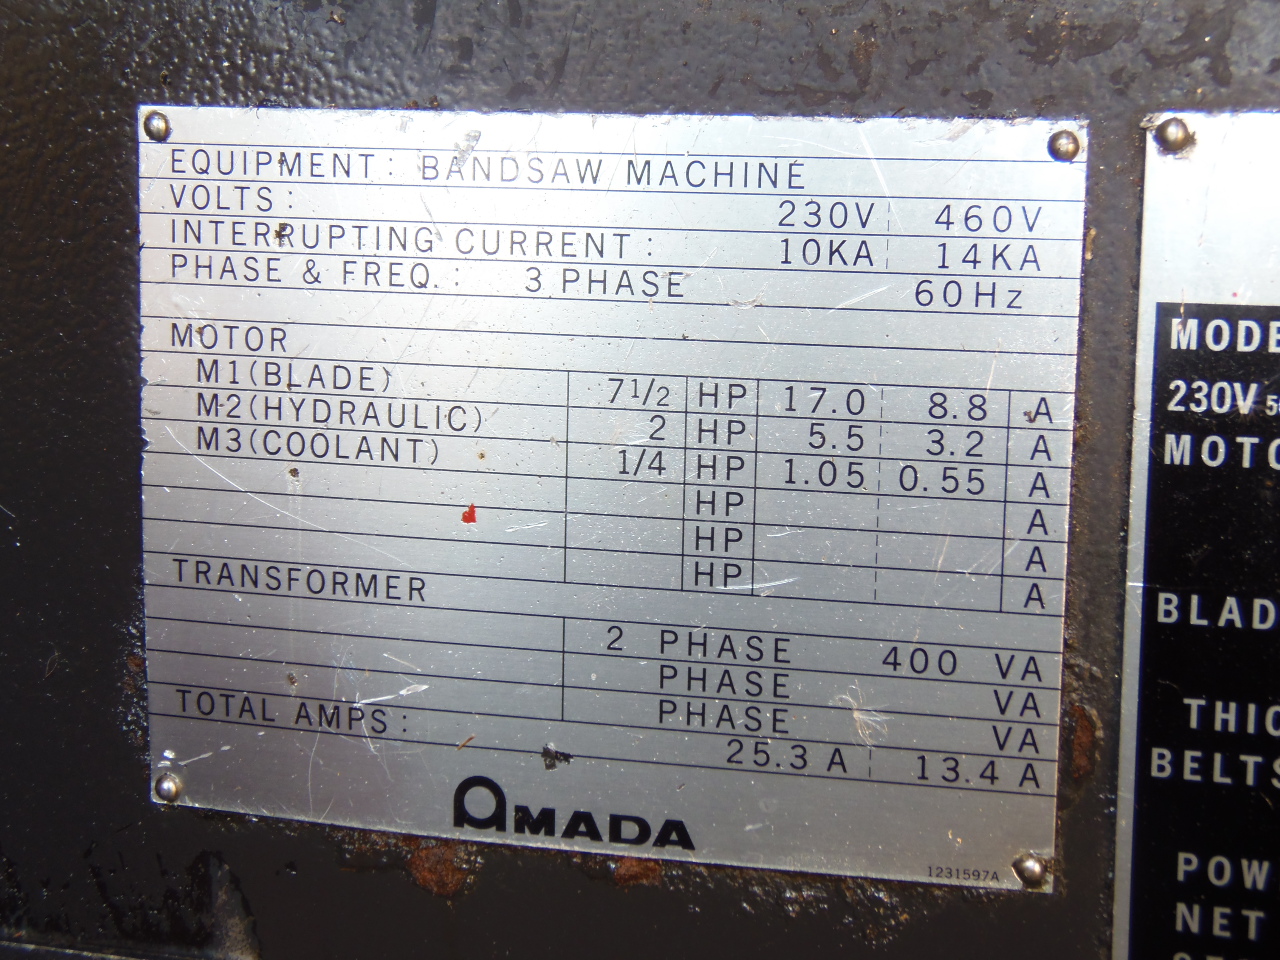 EQUIPMENT: BANDSAW MACHINE
VOLTS: 230V 460V
INTERRUPTING CURRENT: 10KA 14KA
PHASE & FREQ.: 3 PHASE 60Hz
MOTOR
M1(BLADE) 7 1/2 HP 17.0 8.8 A
M2(HYDRAULIC) 2 HP 5.5 3.2 A
M3(COOLANT) 1/4 HP 1.05 0.55 A
HP A
HP A
HP A
TRANSFORMER
2 PHASE 400 VA
PHASE VA
PHASE VA
TOTAL AMPS: 25.3 A 13.4 A
AMADA
1231597A
MODE
230V
MOTO
BLAD
THIC
BELTS
POW
NET